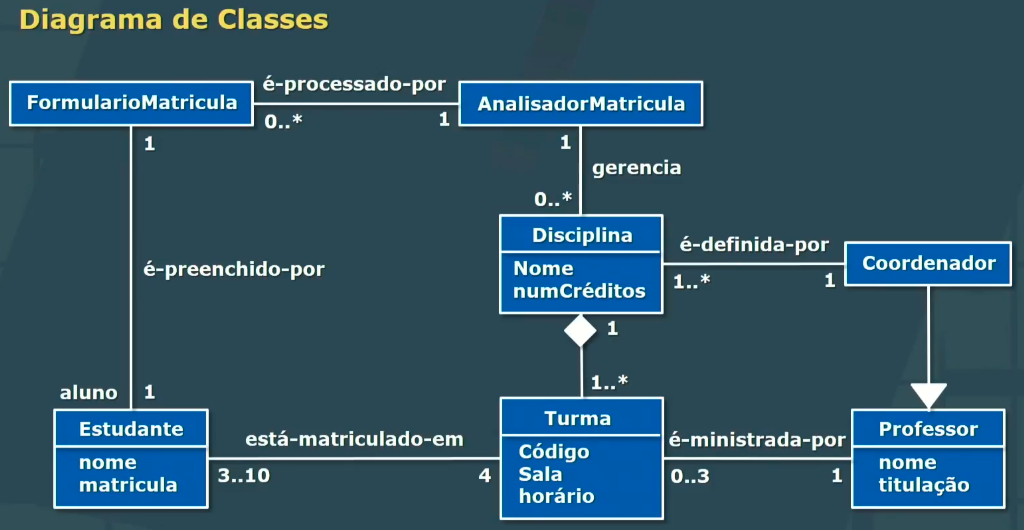 Diagrama de Classes
FormularioMatricula
é-processado-por
0..*
1
AnalisadorMatricula
1
1
gerencia
0..*
Disciplina
Nome
numCréditos
é-definida-por
1..*
1
Coordenador
é-preenchido-por
1
1..*
aluno
1
Estudante
nome
matricula
está-matriculado-em
3..10
4
Turma
Código
Sala
horário
é-ministrada-por
0..3
1
Professor
nome
titulação